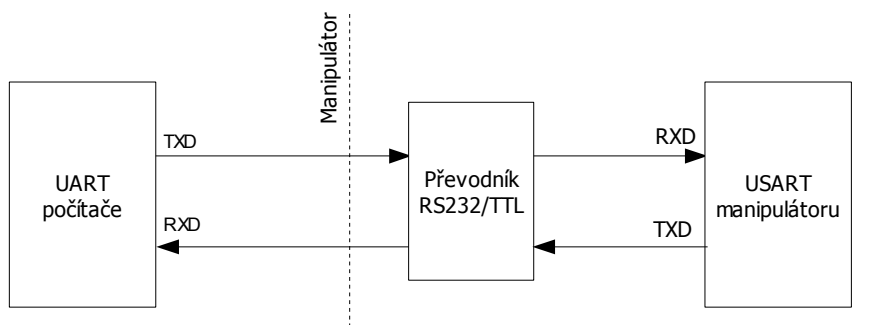 Manipulátor
TXD
RXD
UART
počítače
Převodník
RS232/TTL
RXD
TXD
USART
manipulátoru